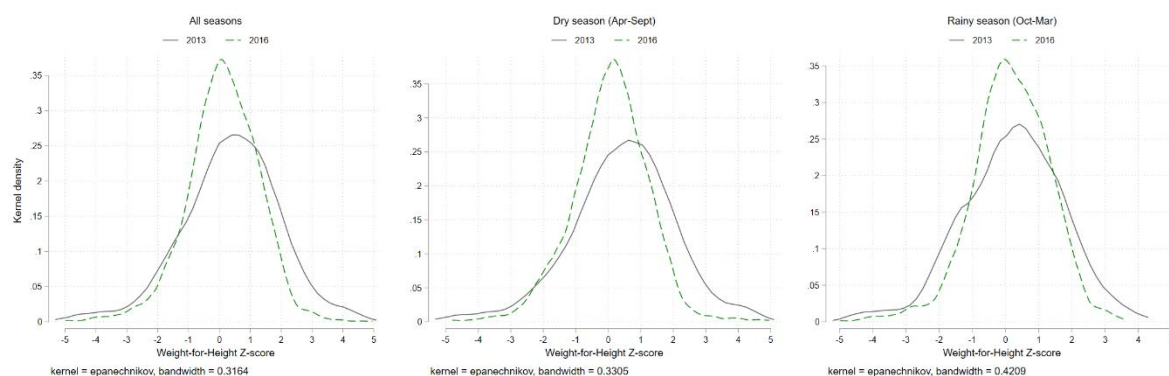 All seasons
2013 2016
Kernel density
.35
.3
.25
.2
.15
.1
.05
0
-5 -4 -3 -2 -1 0 1 2 3 4 5
Weight-for-Height Z-score
kernel = epanechnikov, bandwidth = 0.3164
Dry season (Apr-Sept)
2013 2016
.35
.3
.25
.2
.15
.1
.05
0
-5 -4 -3 -2 -1 0 1 2 3 4 5
Weight-for-Height Z-score
kernel = epanechnikov, bandwidth = 0.3305
Rainy season (Oct-Mar)
2013 2016
.35
.3
.25
.2
.15
.1
.05
0
-5 -4 -3 -2 -1 0 1 2 3 4 5
Weight-for-Height Z-score
kernel = epanechnikov, bandwidth = 0.4209